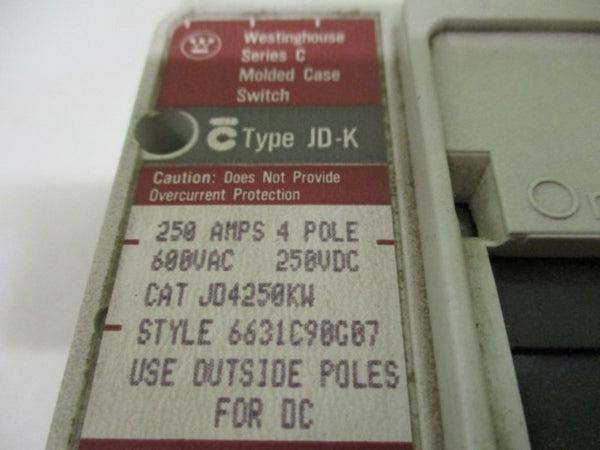 Westinghouse
Series C
Molded Case
Switch
C Type JD-K
Caution: Does Not Provide
Overcurrent Protection
250 AMPS 4 POLE
600VAC 250VDC
CAT JD4250KW
STYLE 6631C90G07
USE OUTSIDE POLES
FOR DC